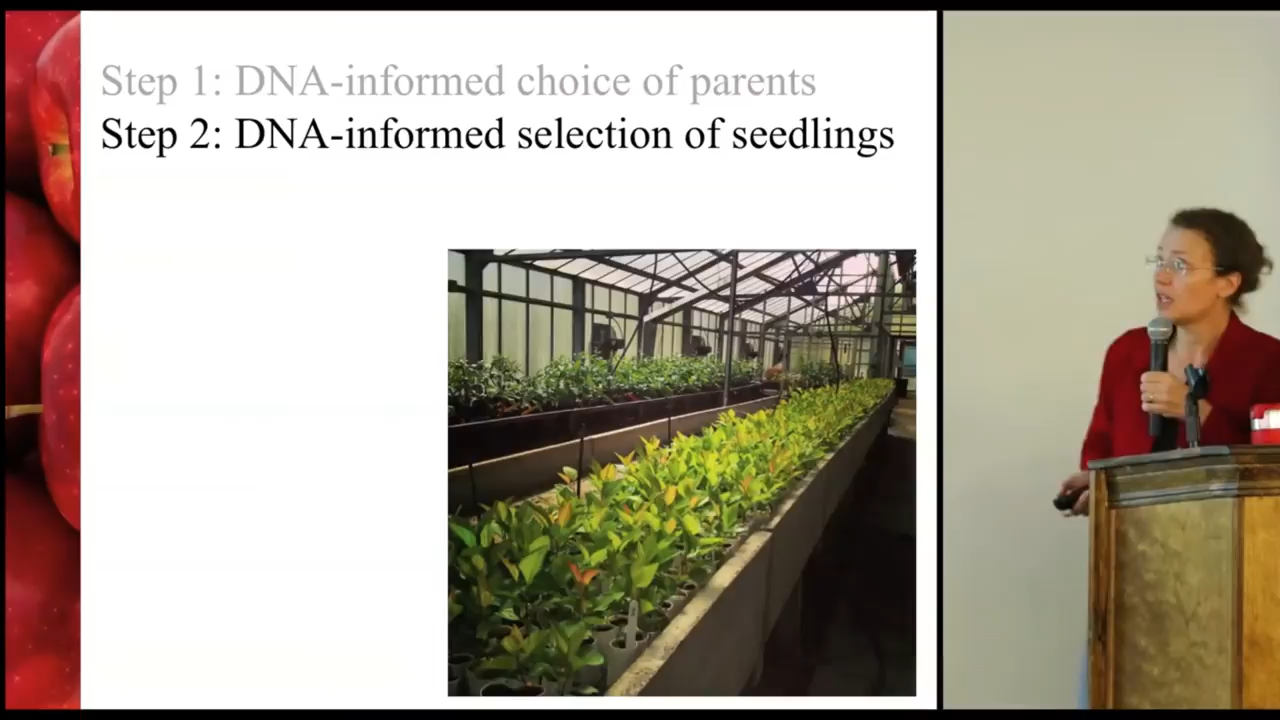 Step 1: DNA-informed choice of parents
Step 2: DNA-informed selection of seedlings